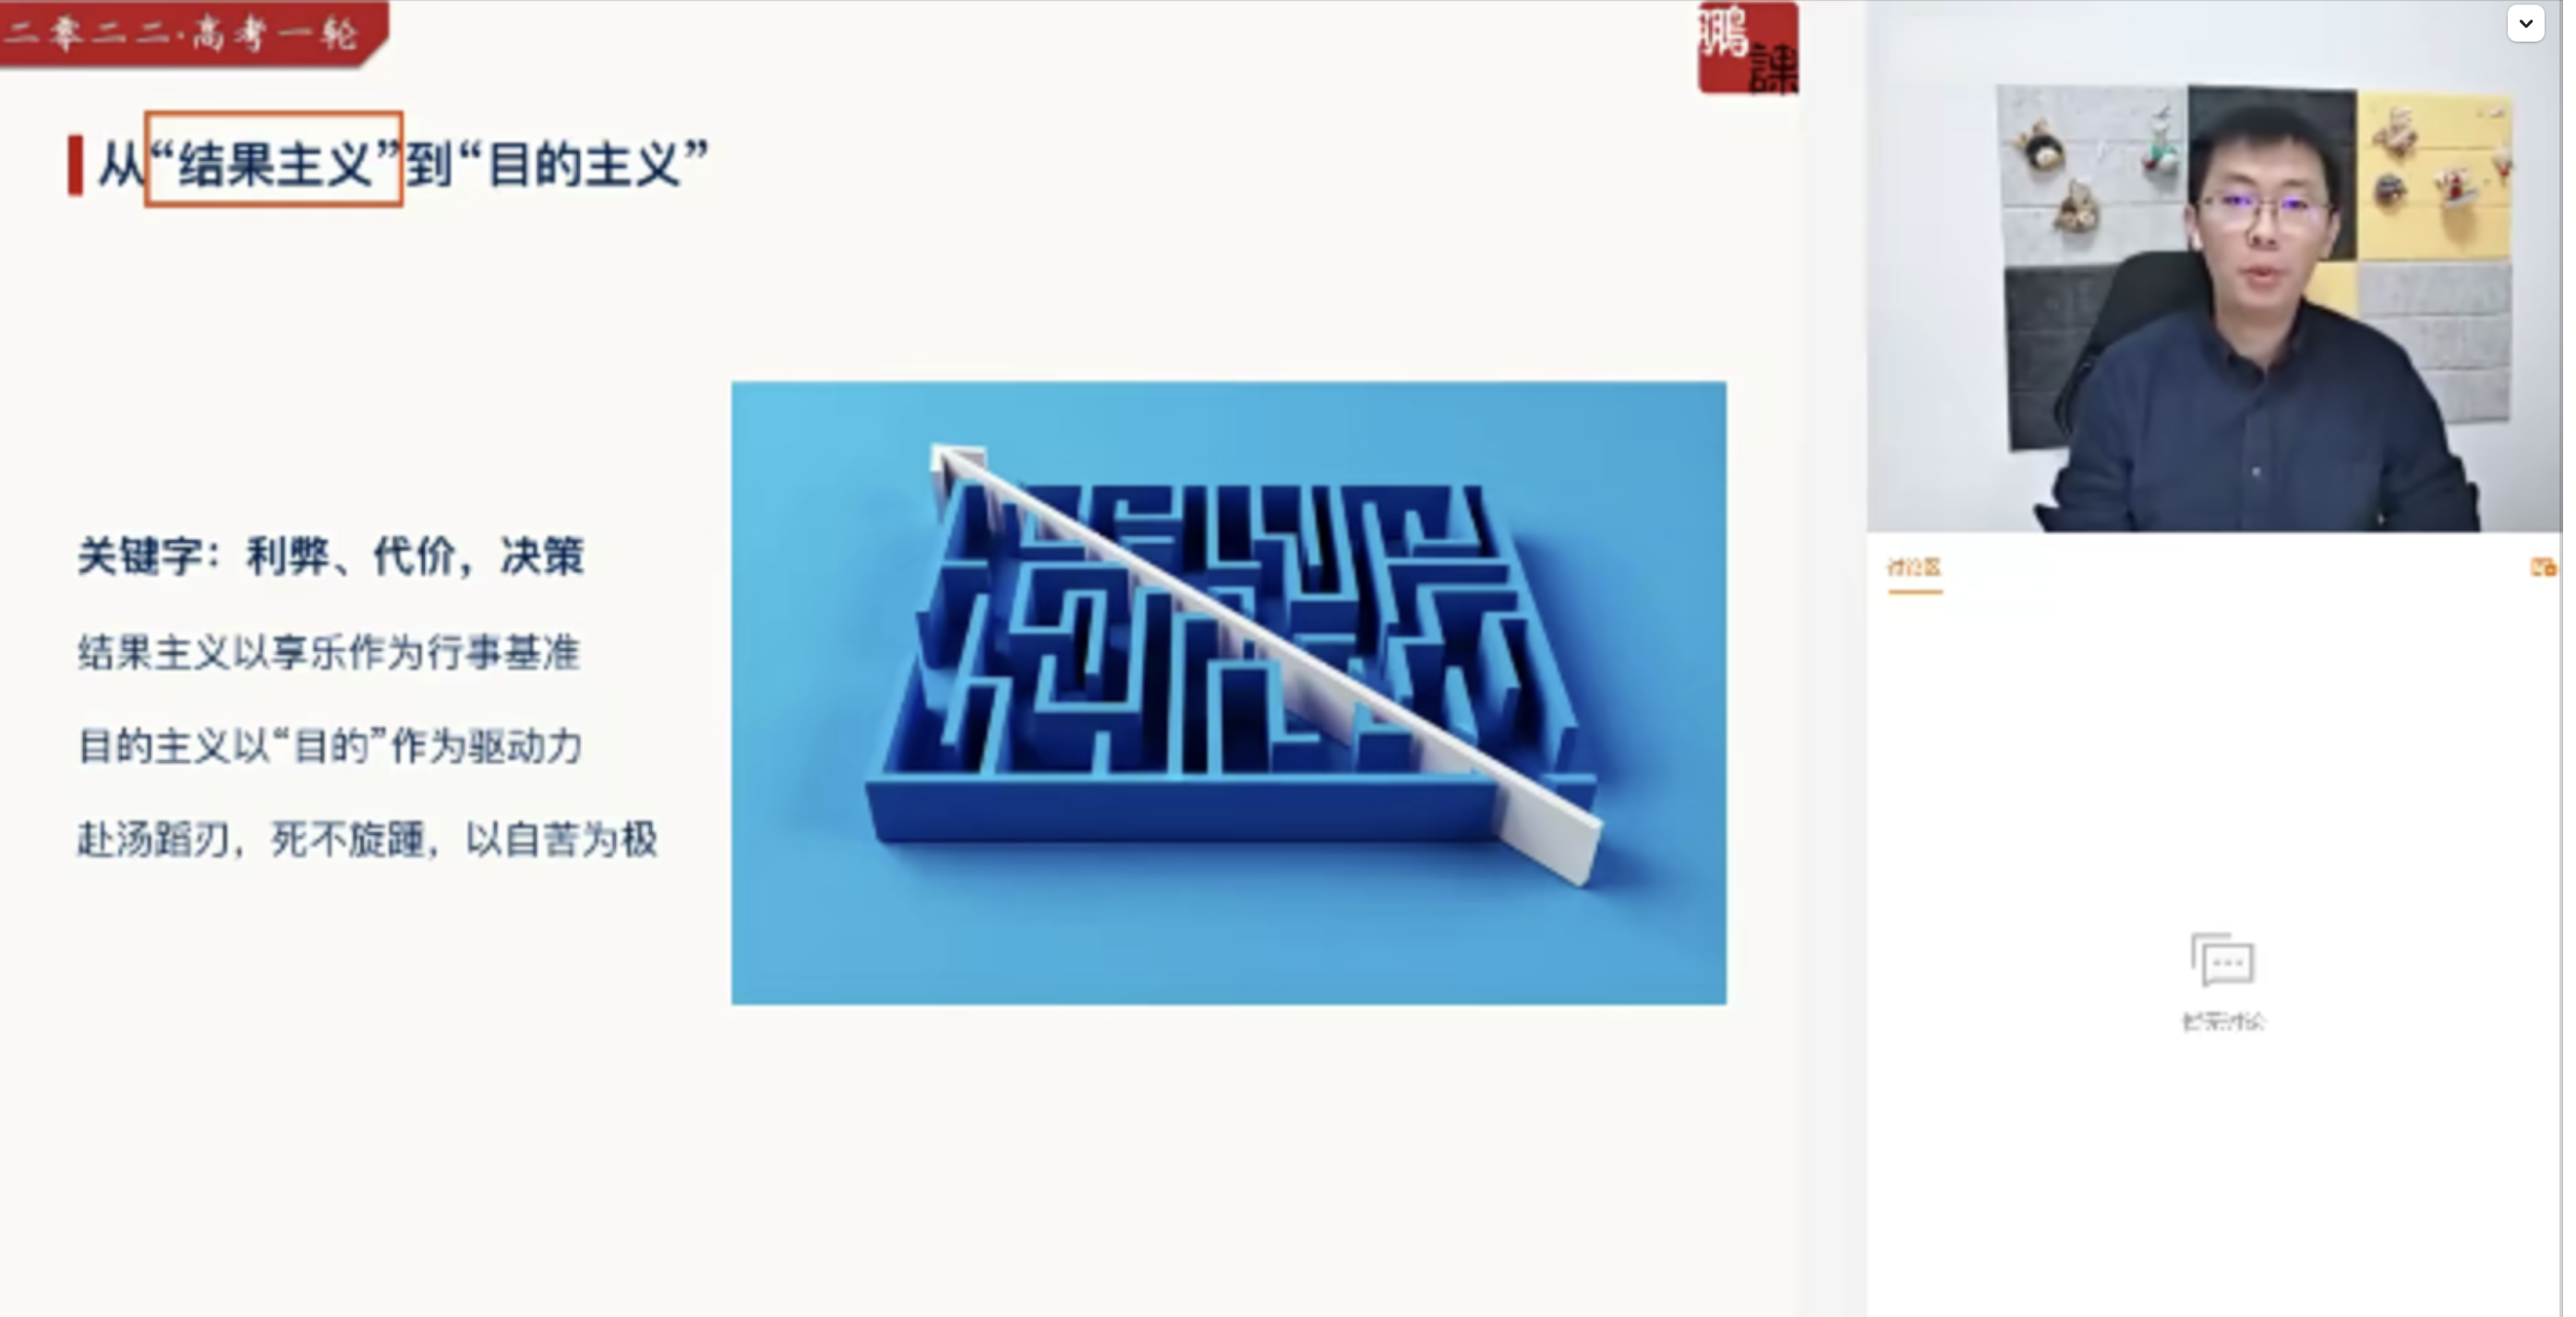 二零二二·高考一轮
鹏
課
从“结果主义”到“目的主义”
关键字：利弊、代价，决策
结果主义以享乐作为行事基准
目的主义以“目的”作为驱动力
赴汤蹈刃，死不旋踵，以自苦为极
讨论区
暂无讨论